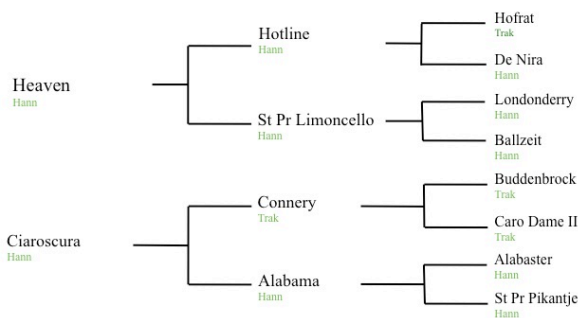 Hofrat
Trak
Hotline
Hann
De Nira
Hann
Heaven
Hann
Londonderry
Hann
St Pr Limoncello
Hann
Ballzeit
Hann
Buddenbrock
Trak
Connery
Trak
Caro Dame II
Trak
Ciaroscura
Hann
Alabaster
Hann
Alabama
Hann
St Pr Pikantje
Hann